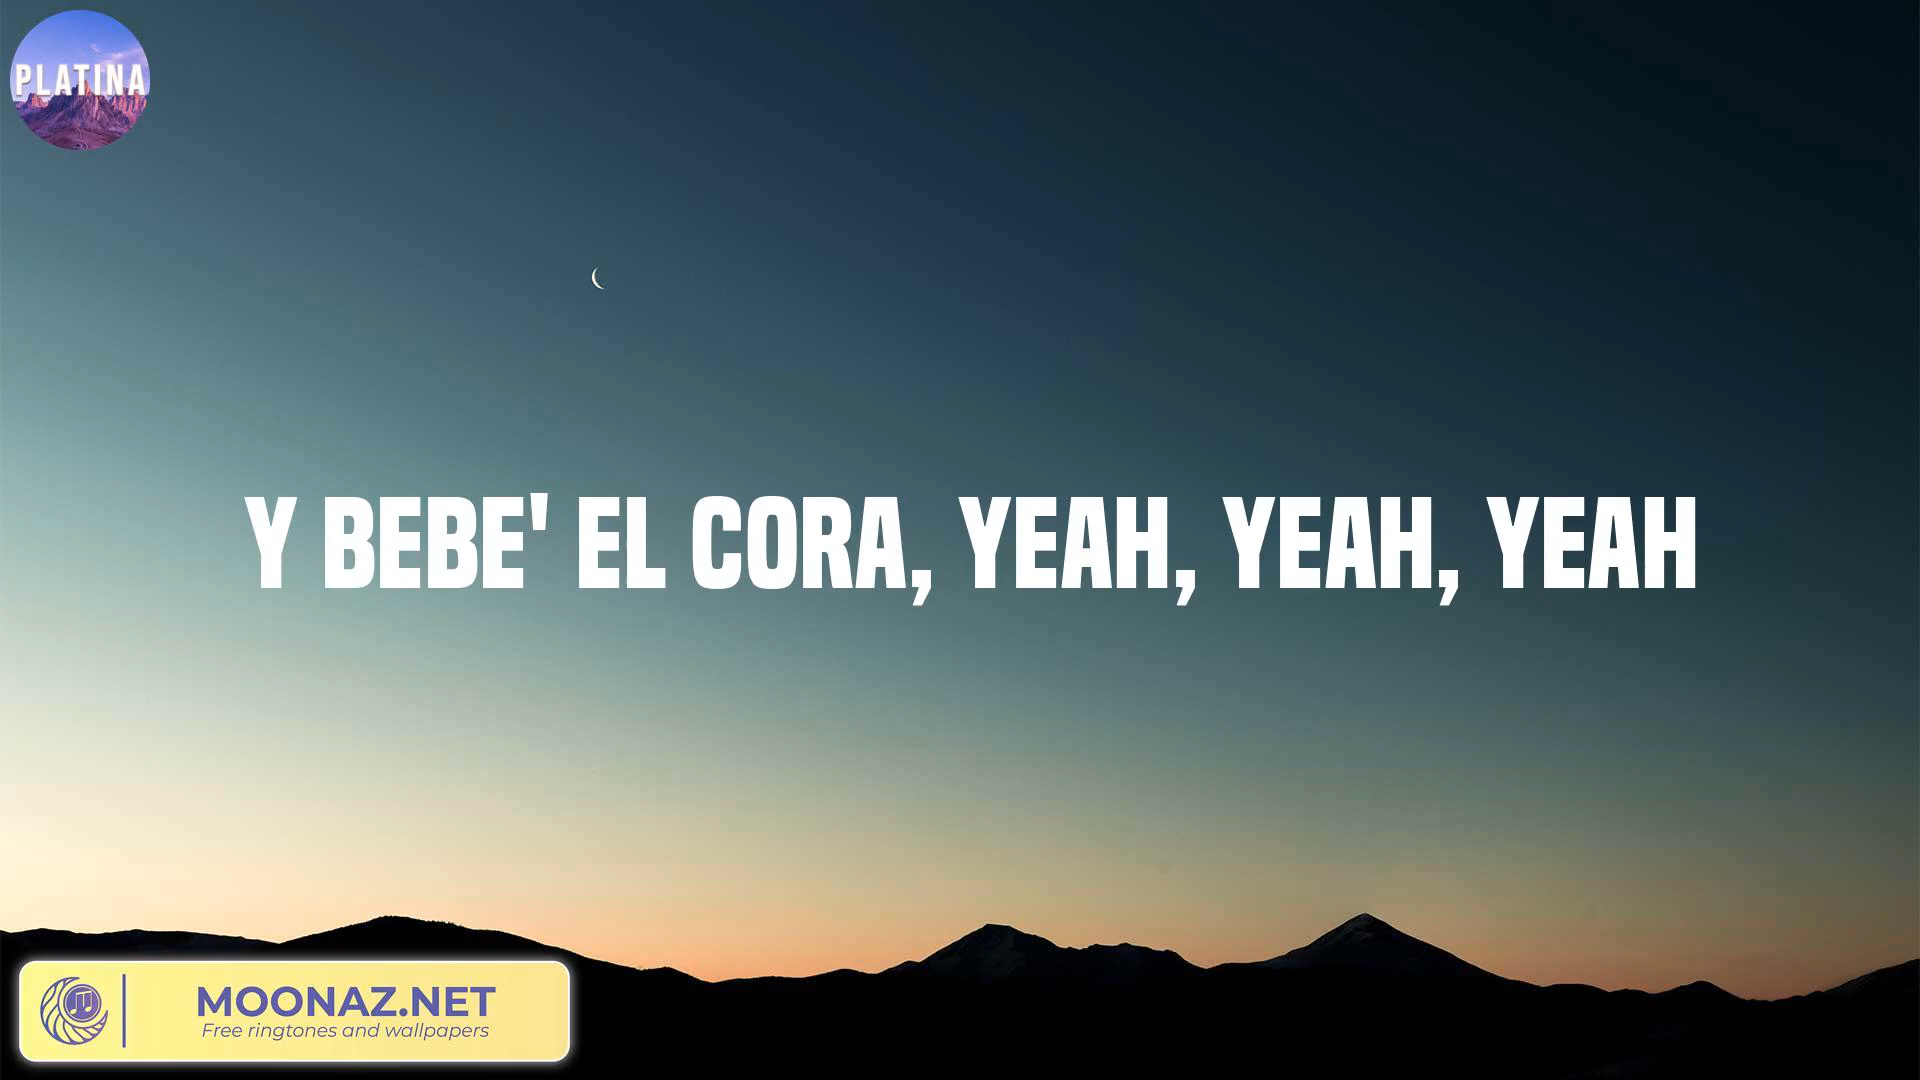 PLATINA
Y BEBE' EL CORA, YEAH, YEAH, YEAH
MOONAZ.NET
Free ringtones and wallpapers